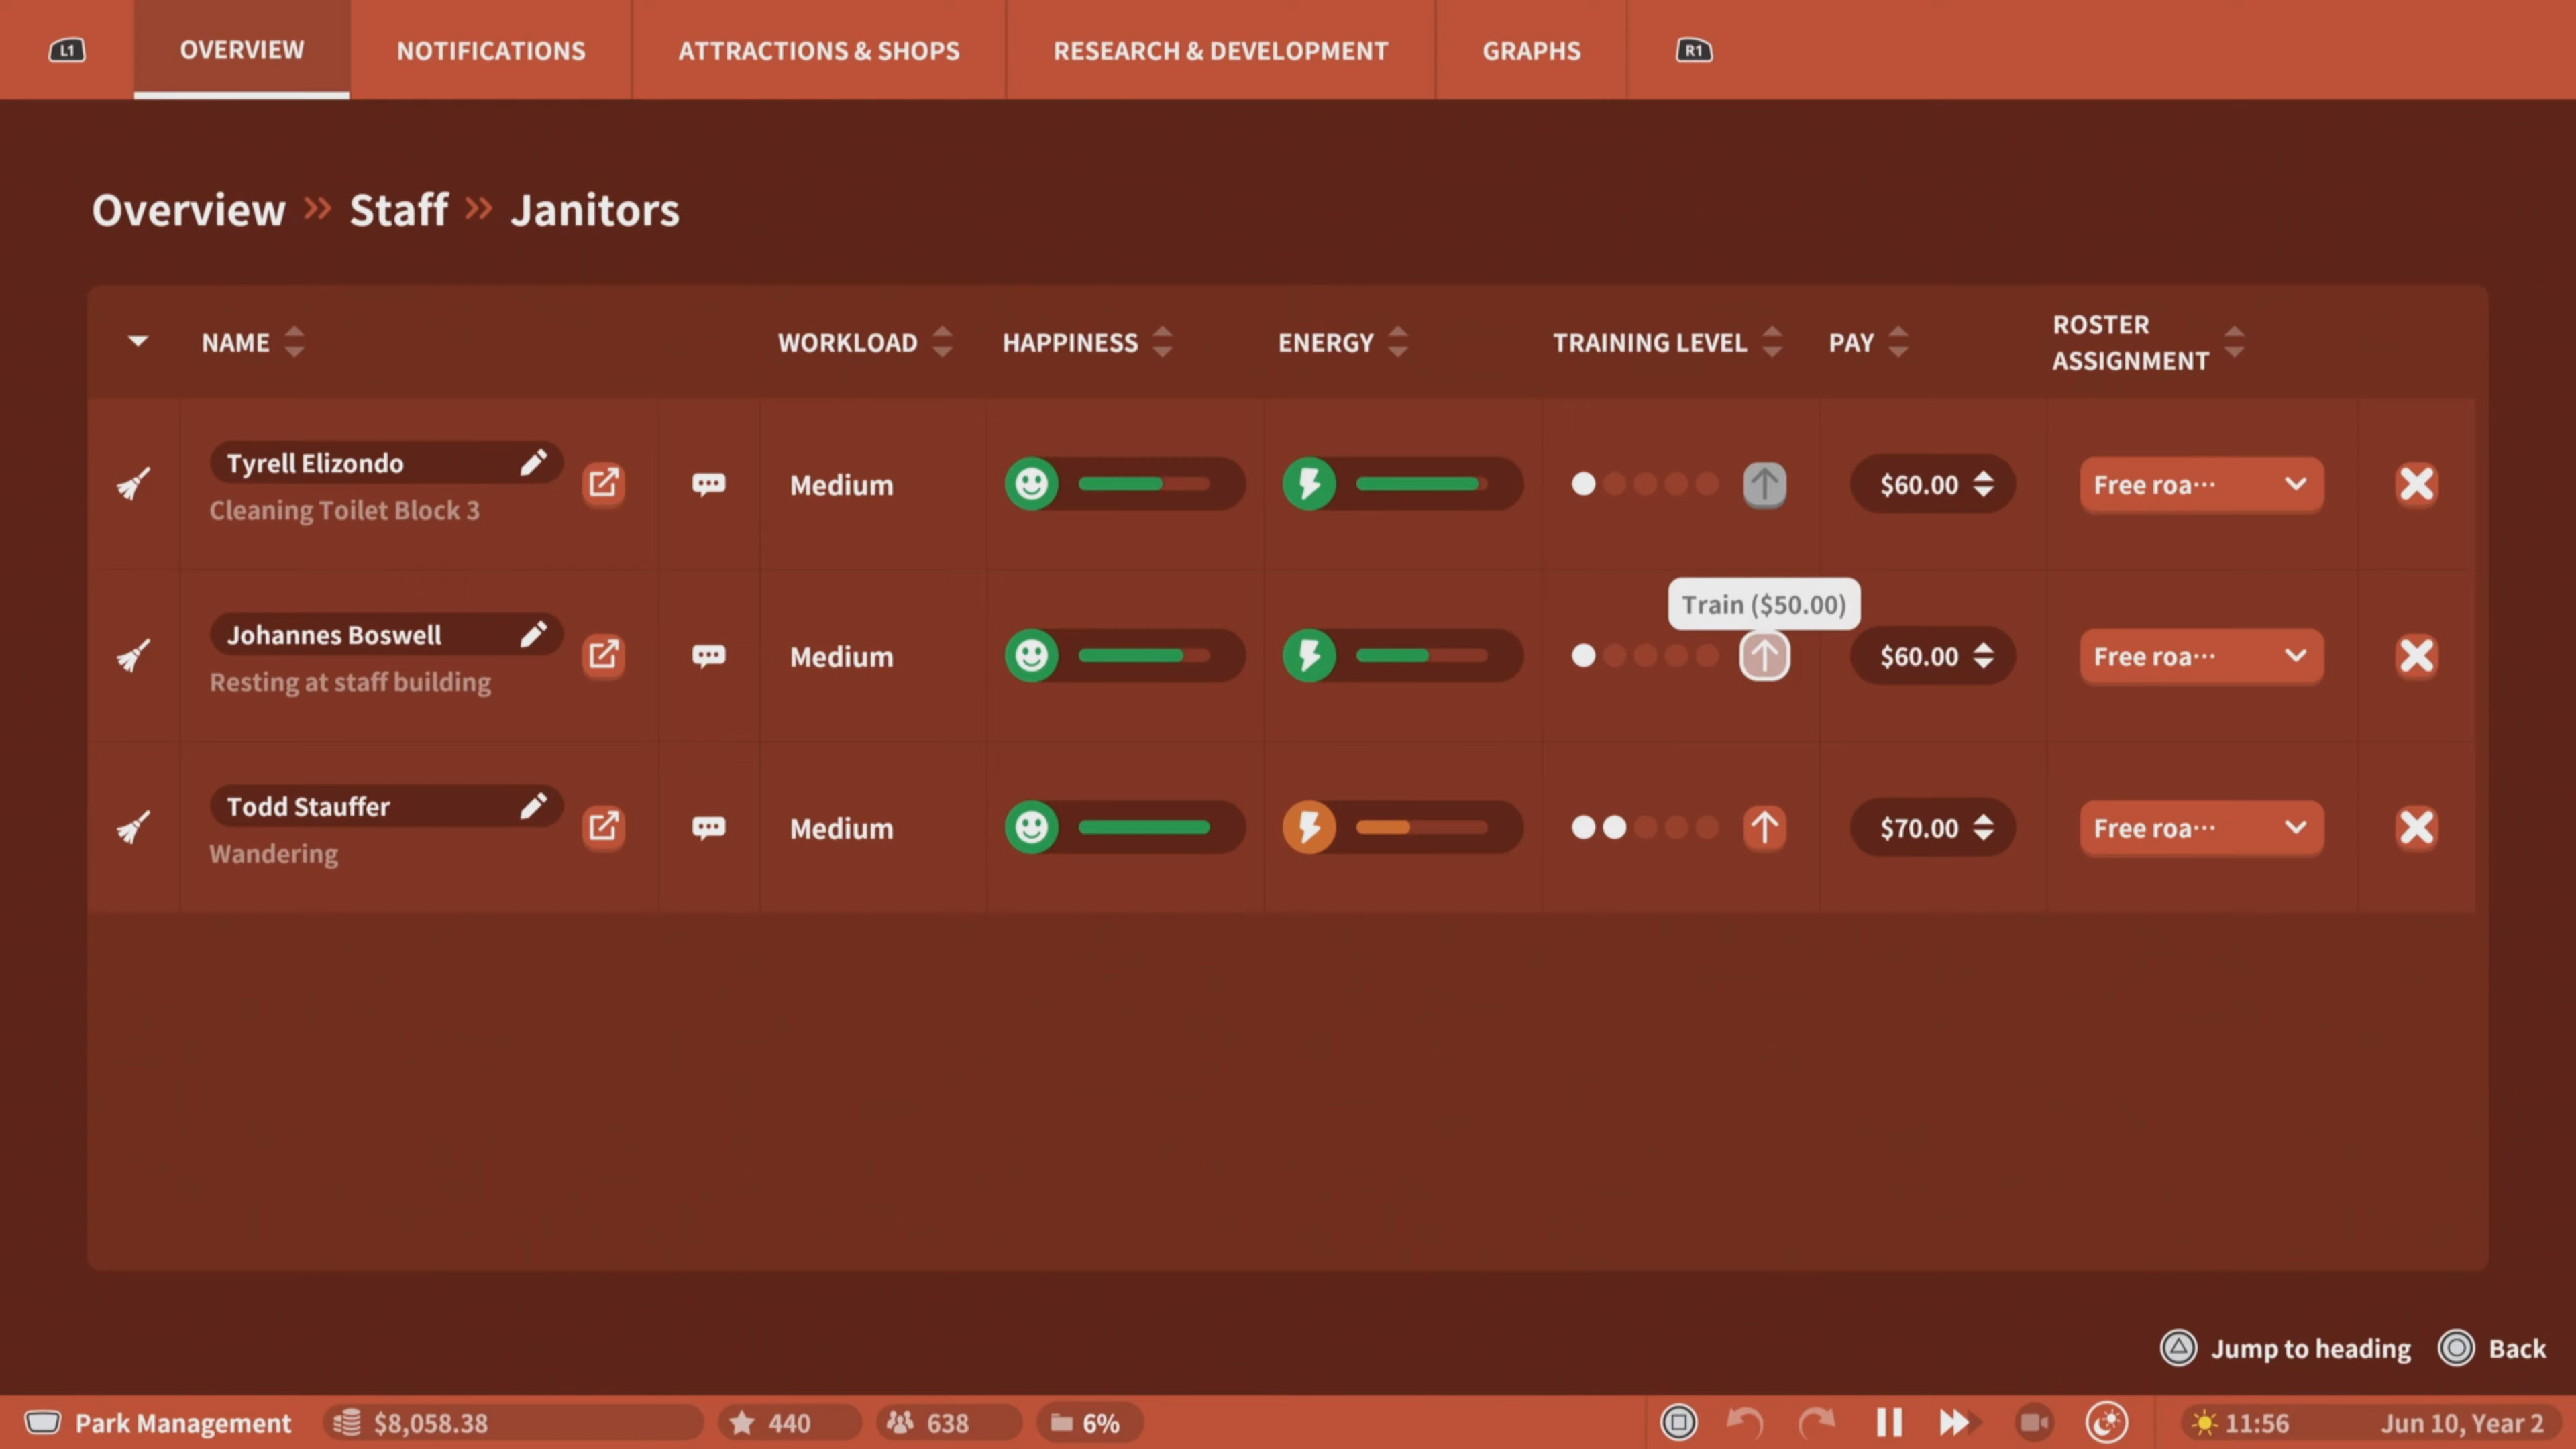 L1 OVERVIEW NOTIFICATIONS ATTRACTIONS & SHOPS RESEARCH & DEVELOPMENT GRAPHS R1
Overview » Staff » Janitors
NAME WORKLOAD HAPPINESS ENERGY TRAINING LEVEL PAY ROSTER
ASSIGNMENT
Tyrell Elizondo
Cleaning Toilet Block 3
Medium $60.00 Free roa···
Train ($50.00)
Johannes Boswell
Resting at staff building
Medium $60.00 Free roa···
Todd Stauffer
Wandering
Medium $70.00 Free roa···
Jump to heading Back
Park Management $8,058.38 440 638 6% 11:56 Jun 10, Year 2